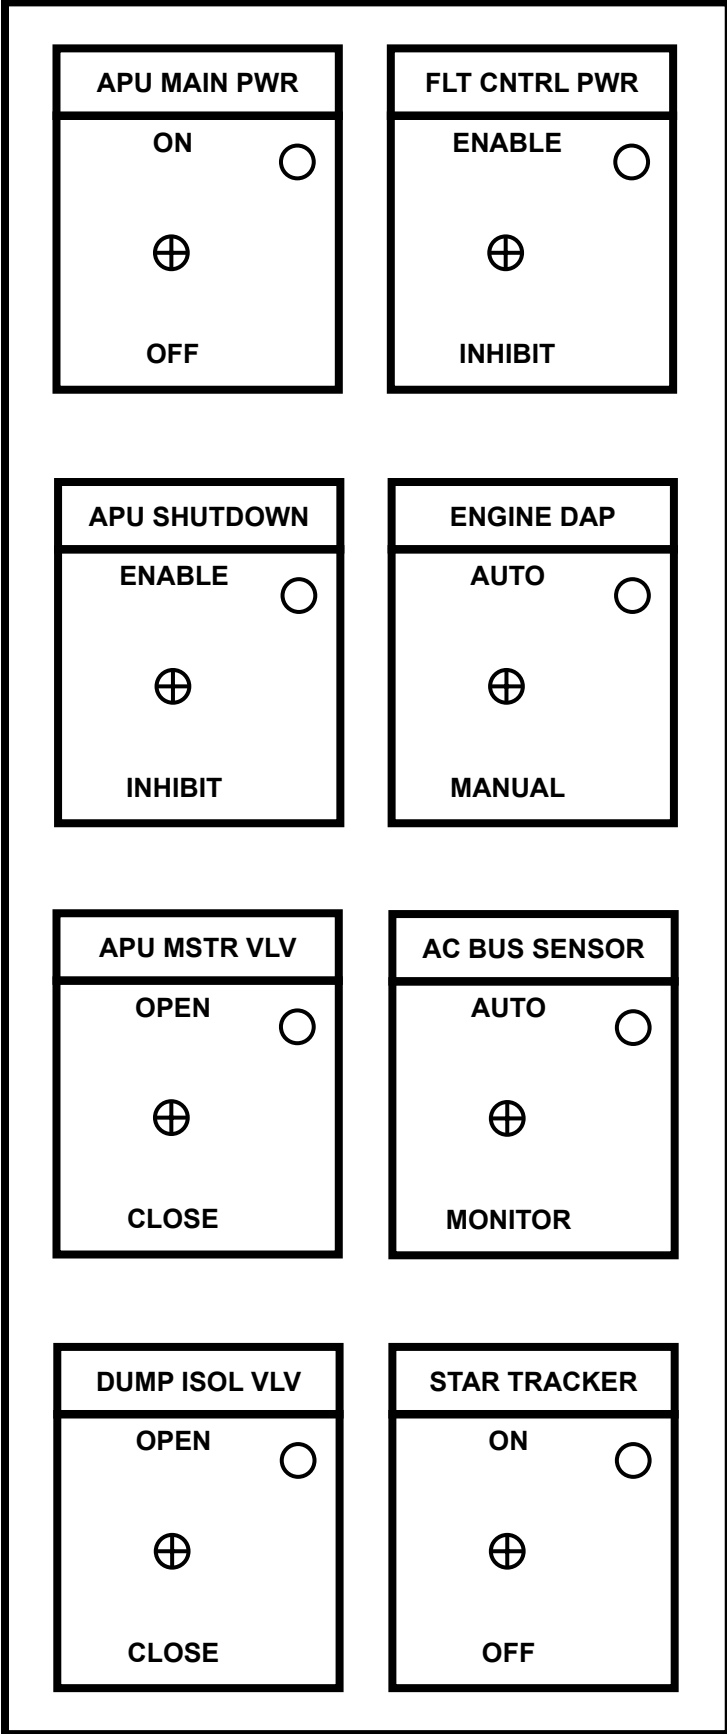 APU MAIN PWR
ON
OFF
FLT CNTRL PWR
ENABLE
INHIBIT
APU SHUTDOWN
ENABLE
INHIBIT
ENGINE DAP
AUTO
MANUAL
APU MSTR VLV
OPEN
CLOSE
AC BUS SENSOR
AUTO
MONITOR
DUMP ISOL VLV
OPEN
CLOSE
STAR TRACKER
ON
OFF